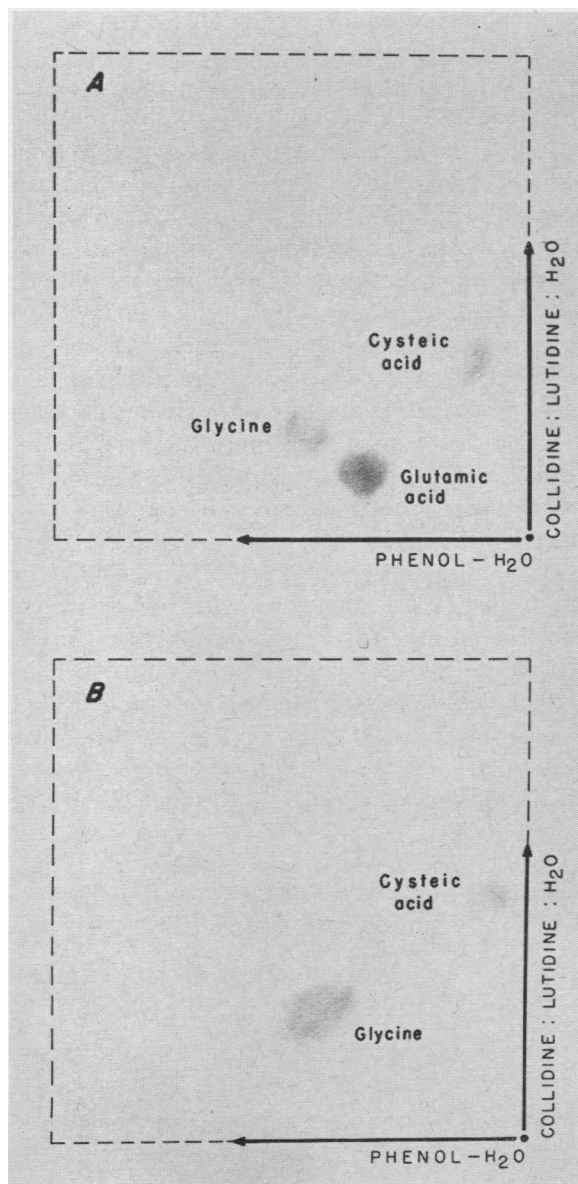 A
Cysteic
acid
Glycine
Glutamic
acid
COLLIDINE : LUTIDINE : H2O
PHENOL – H2O
B
Cysteic
acid
Glycine
COLLIDINE : LUTIDINE : H2O
PHENOL – H2O